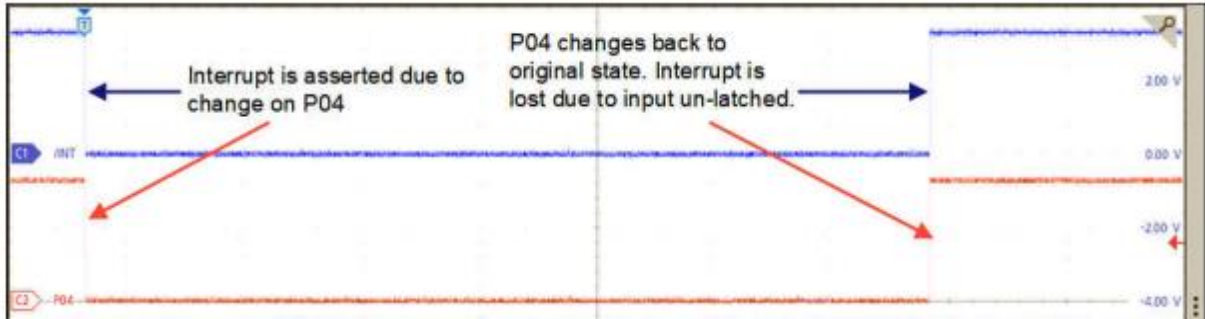 T
P04 changes back to
original state. Interrupt is
lost due to input un-latched.
Interrupt is asserted due to
change on P04
2.00 V
C1 /INT
0.00 V
-2.00 V
C2 P04
-4.00 V